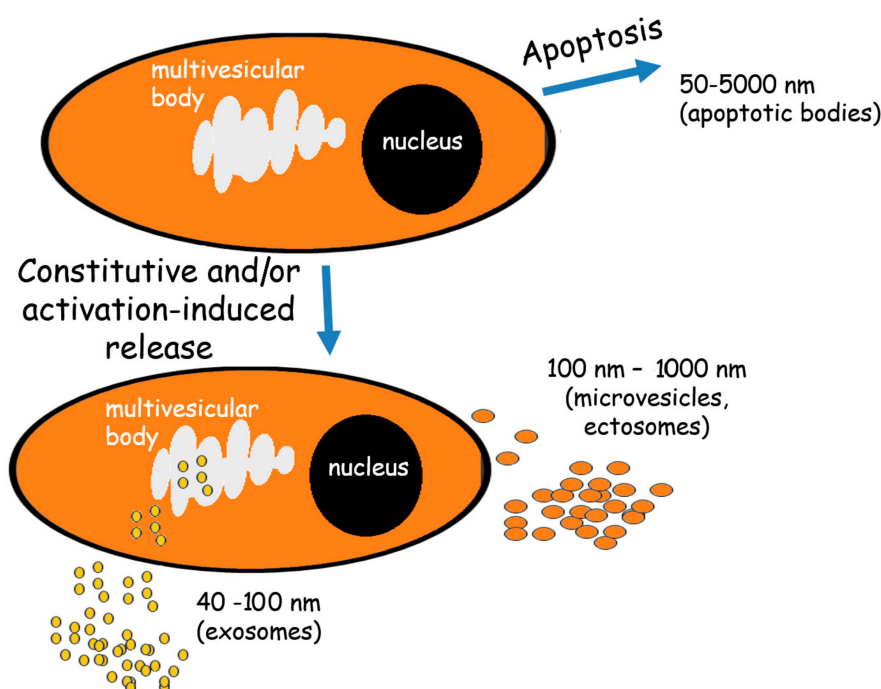 Apoptosis
50-5000 nm
(apoptotic bodies)
multivesicular
body
nucleus
Constitutive and/or
activation-induced
release
100 nm - 1000 nm
(microvesicles,
ectosomes)
multivesicular
body
nucleus
40 -100 nm
(exosomes)